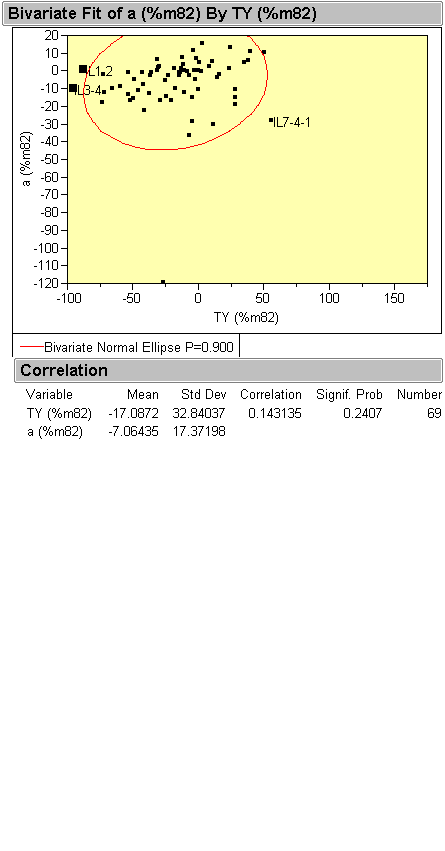 Bivariate Fit of a (%m82) By TY (%m82)
20
10
0
-10
-20
-30
-40
-50
-60
-70
-80
-90
-100
-110
-120
a (%m82)
IL1-2
IL3-4
IL7-4-1
-100 -50 0 50 100 150
TY (%m82)
Bivariate Normal Ellipse P=0.900
Correlation
Variable Mean Std Dev Correlation Signif. Prob Number
TY (%m82) -17.0872 32.84037 0.143135 0.2407 69
a (%m82) -7.06435 17.37198